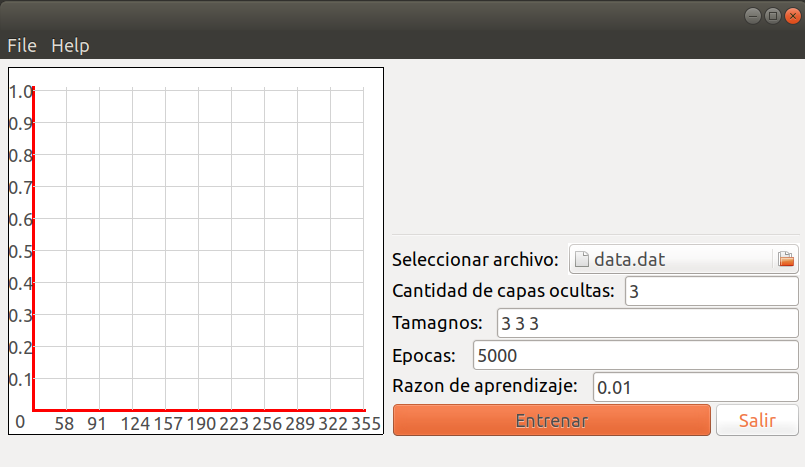 File Help
1.0
0.9
0.8
0.7
0.6
0.5
0.4
0.3
0.2
0.1
0 58 91 124 157 190 223 256 289 322 355
Seleccionar archivo: data.dat
Cantidad de capas ocultas: 3
Tamagnos: 3 3 3
Epocas: 5000
Razon de aprendizaje: 0.01
Entrenar Salir